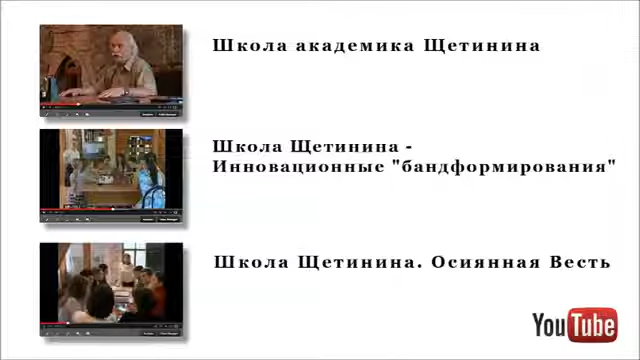 Школа академика Щетинина
Школа Щетинина -
Инновационные "бандформирования"
Школа Щетинина. Осиянная Весть
YouTube